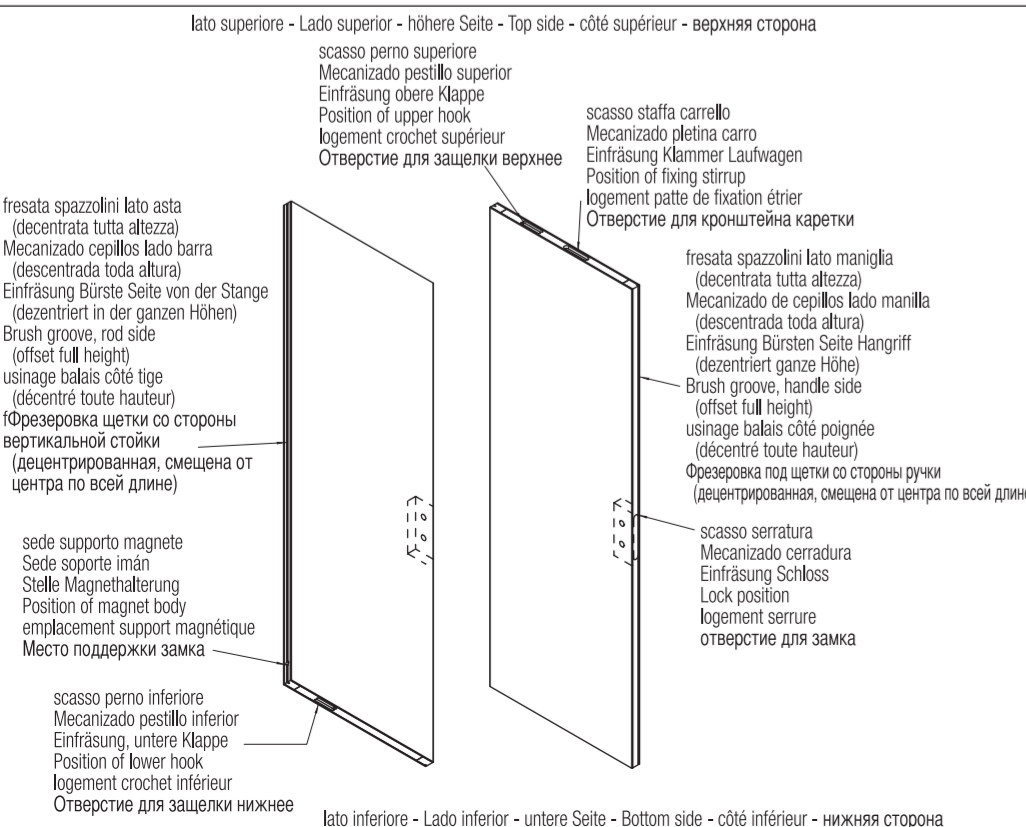 lato superiore - Lado superior - höhere Seite - Top side - côté supérieur - верхняя сторона
scasso perno superiore
Mecanizado pestillo superior
Einfräsung obere Klappe
Position of upper hook
logement crochet supérieur
Отверстие для защелки верхнее
scasso staffa carrello
Mecanizado pletina carro
Einfräsung Klammer Laufwagen
Position of fixing stirrup
logement patte de fixation étrier
Отверстие для кронштейна каретки
fresata spazzolini lato asta
(decentrata tutta altezza)
Mecanizado cepillos lado barra
(descentrada toda altura)
Einfräsung Bürste Seite von der Stange
(dezentriert in der ganzen Höhen)
Brush groove, rod side
(offset full height)
usinage balais côté tige
(décentré toute hauteur)
fФрезеровка щетки со стороны
вертикальной стойки
(децентрированная, смещена от
центра по всей длине)
fresata spazzolini lato maniglia
(decentrata tutta altezza)
Mecanizado de cepillos lado manilla
(descentrada toda altura)
Einfräsung Bürsten Seite Hangriff
(dezentriert ganze Höhe)
Brush groove, handle side
(offset full height)
usinage balais côté poignée
(décentré toute hauteur)
Фрезеровка под щетки со стороны ручки
(децентрированная, смещена от центра по всей длине
sede supporto magnete
Sede soporte imán
Stelle Magnethalterung
Position of magnet body
emplacement support magnétique
Место поддержки замка
scasso serratura
Mecanizado cerradura
Einfräsung Schloss
Lock position
logement serrure
отверстие для замка
scasso perno inferiore
Mecanizado pestillo inferior
Einfräsung, untere Klappe
Position of lower hook
logement crochet inférieur
Отверстие для защелки нижнее
lato inferiore - Lado inferior - untere Seite - Bottom side - côté inférieur - нижняя сторона